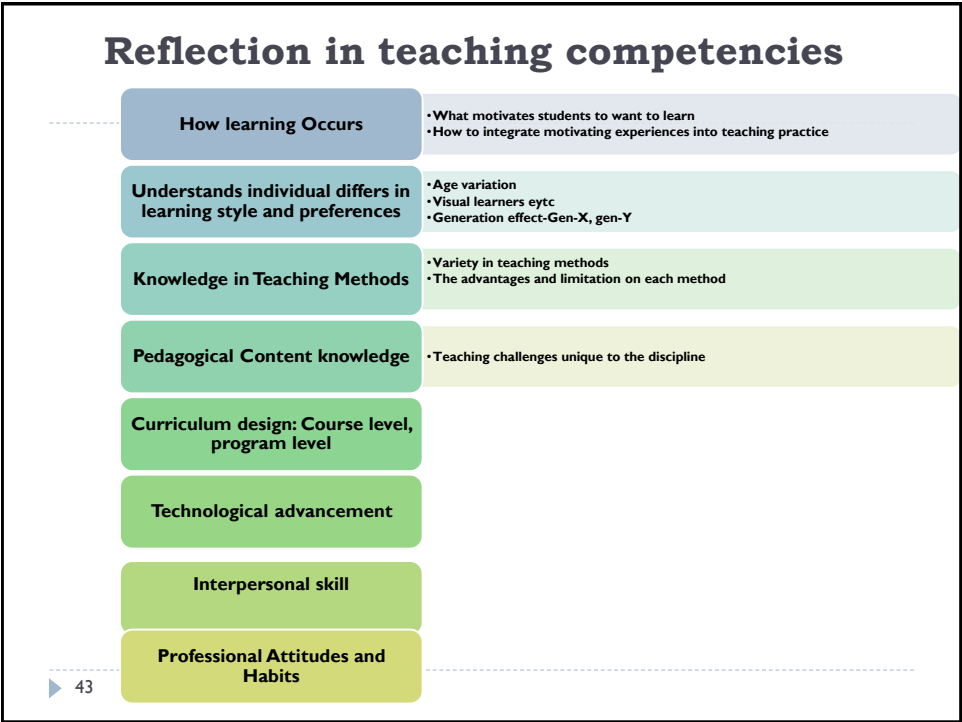 Reflection in teaching competencies
How learning Occurs
•What motivates students to want to learn
•How to integrate motivating experiences into teaching practice
Understands individual differs in
learning style and preferences
•Age variation
•Visual learners eytc
•Generation effect-Gen-X, gen-Y
Knowledge in Teaching Methods
•Variety in teaching methods
•The advantages and limitation on each method
Pedagogical Content knowledge
•Teaching challenges unique to the discipline
Curriculum design: Course level,
program level
Technological advancement
Interpersonal skill
Professional Attitudes and
Habits
43